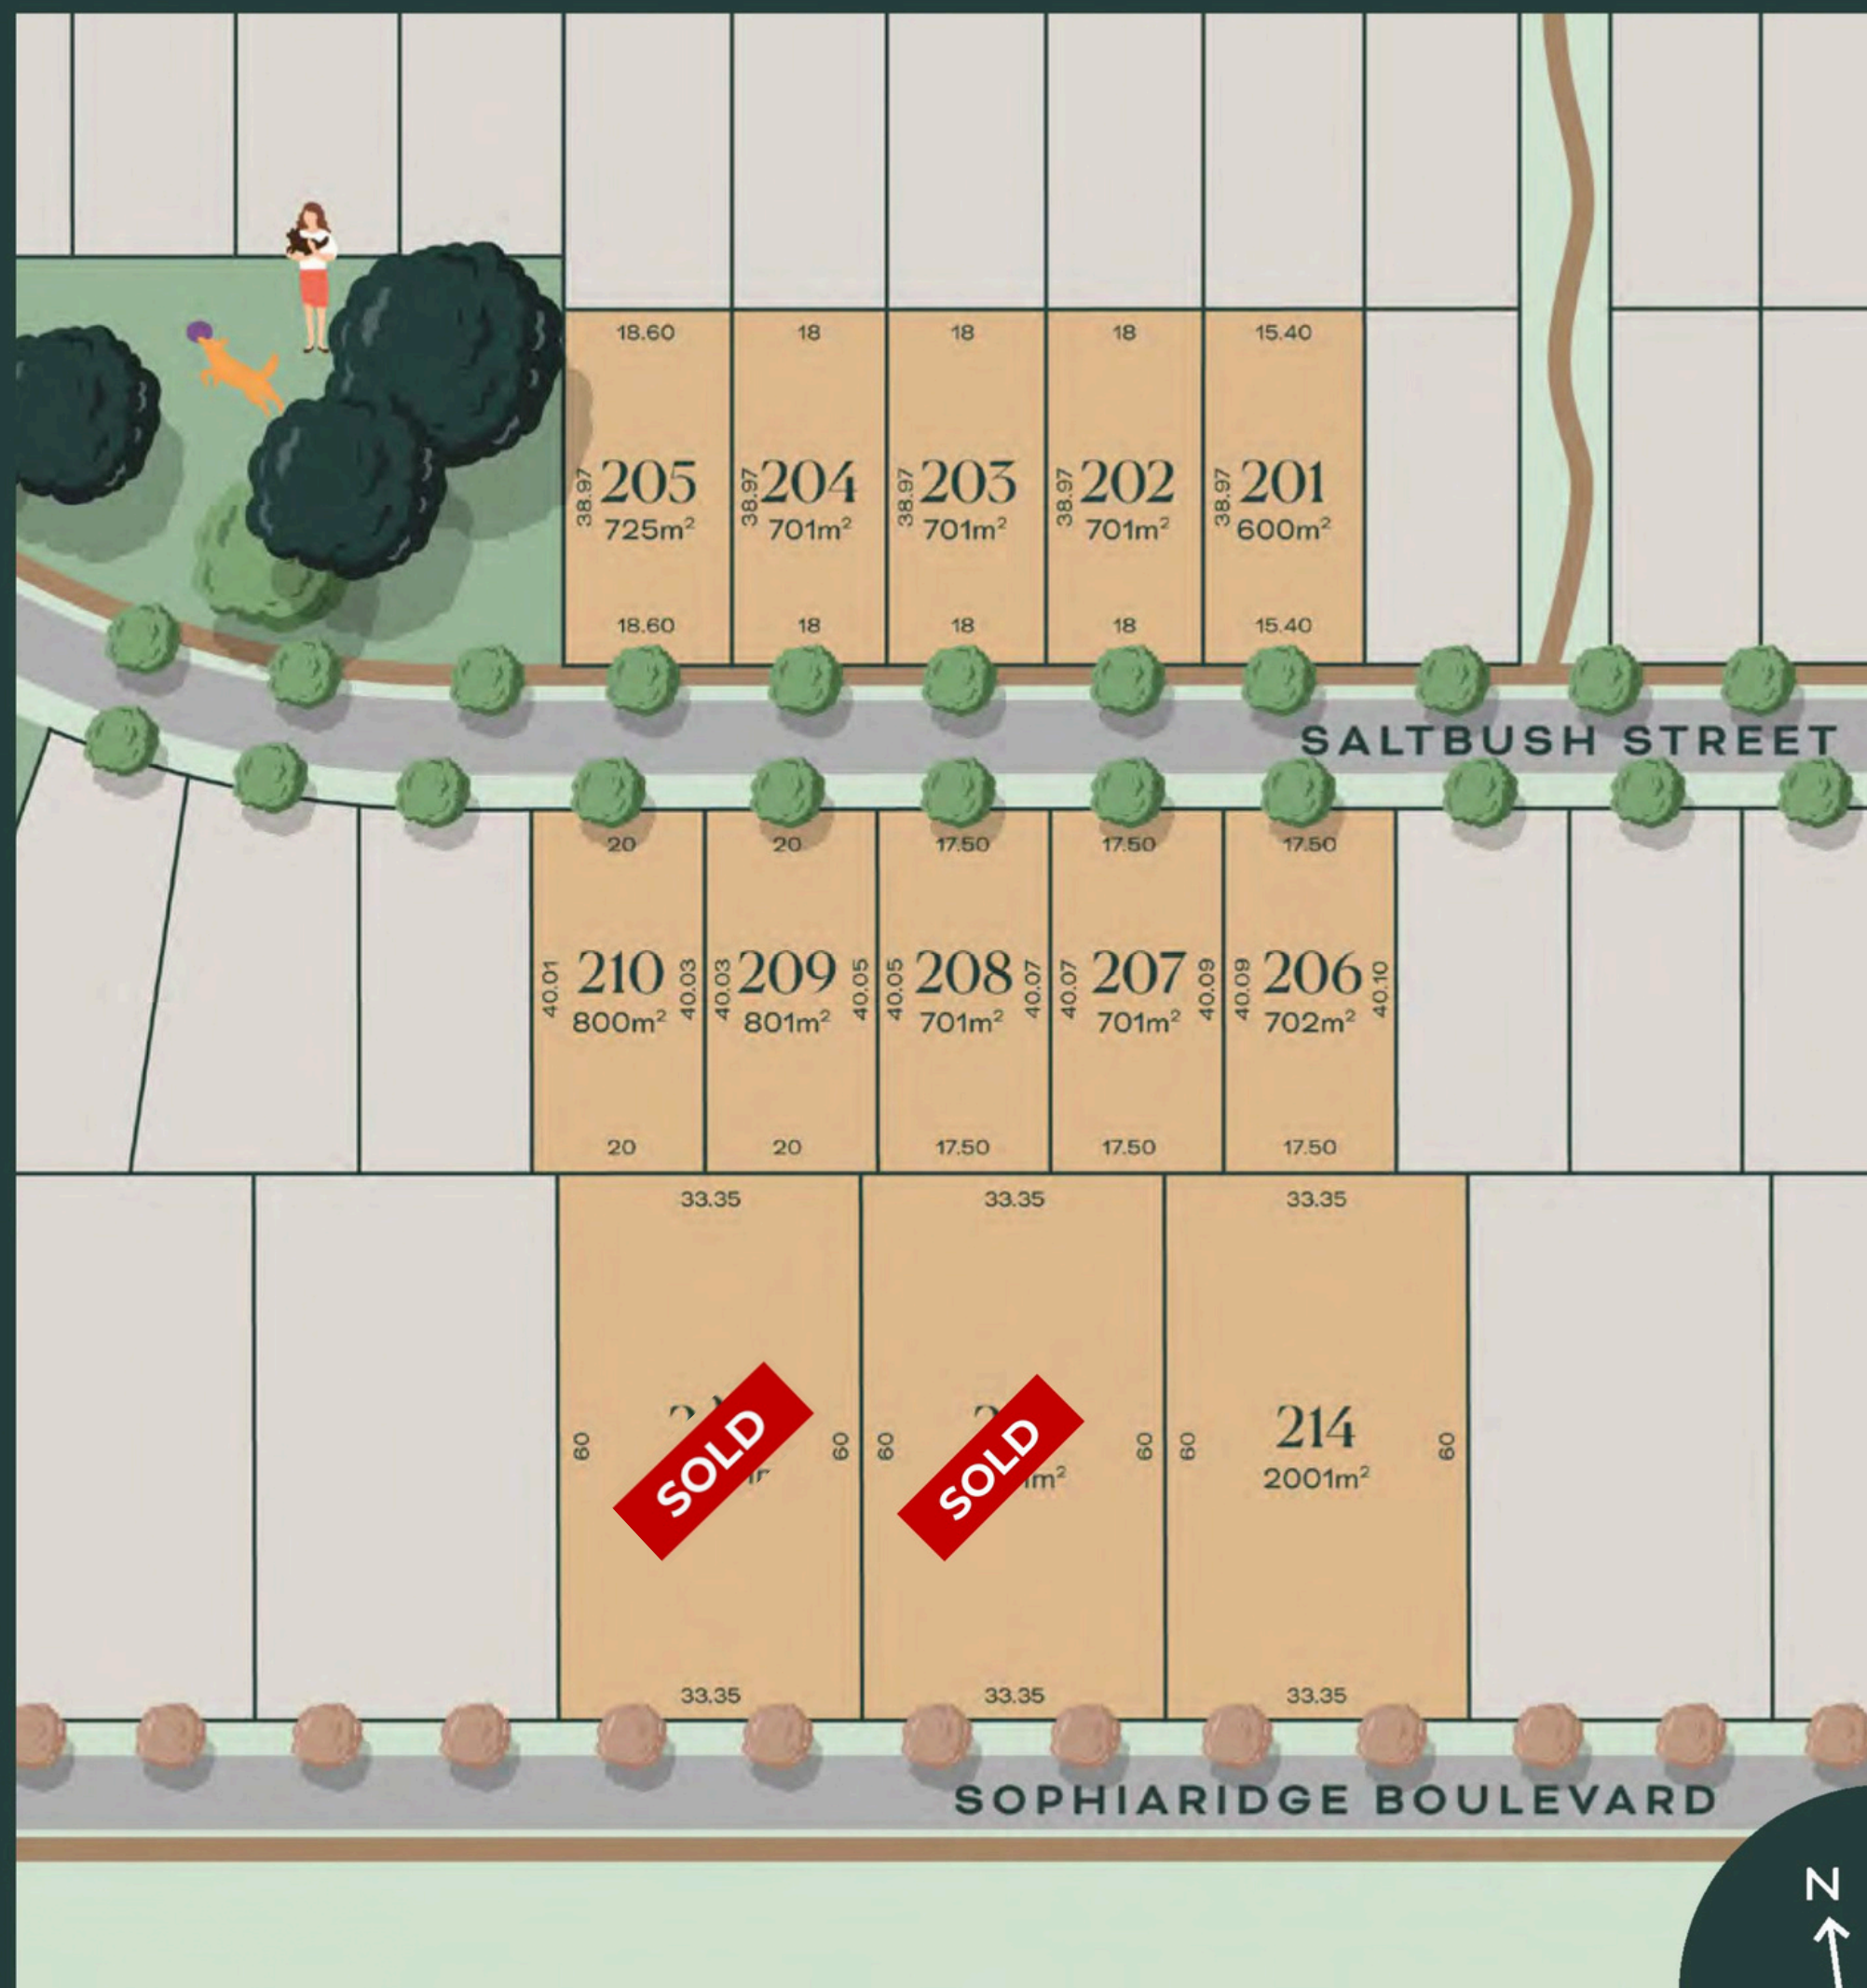 18.60 18 18 18 15.40
38.97 205 38.97 204 38.97 203 38.97 202 38.97 201
725m² 701m² 701m² 701m² 600m²
18.60 18 18 18 15.40
SALTBUSH STREET
20 20 17.50 17.50 17.50
40.01 210 40.03 40.03 209 40.05 40.05 208 40.07 40.07 207 40.09 40.09 206 40.10
800m² 801m² 701m² 701m² 702m²
20 20 17.50 17.50 17.50
33.35 33.35 33.35
60 SOLD 60 60 SOLD 60 60 214 60
m² 2001m²
33.35 33.35 33.35
SOPHIARIDGE BOULEVARD
N